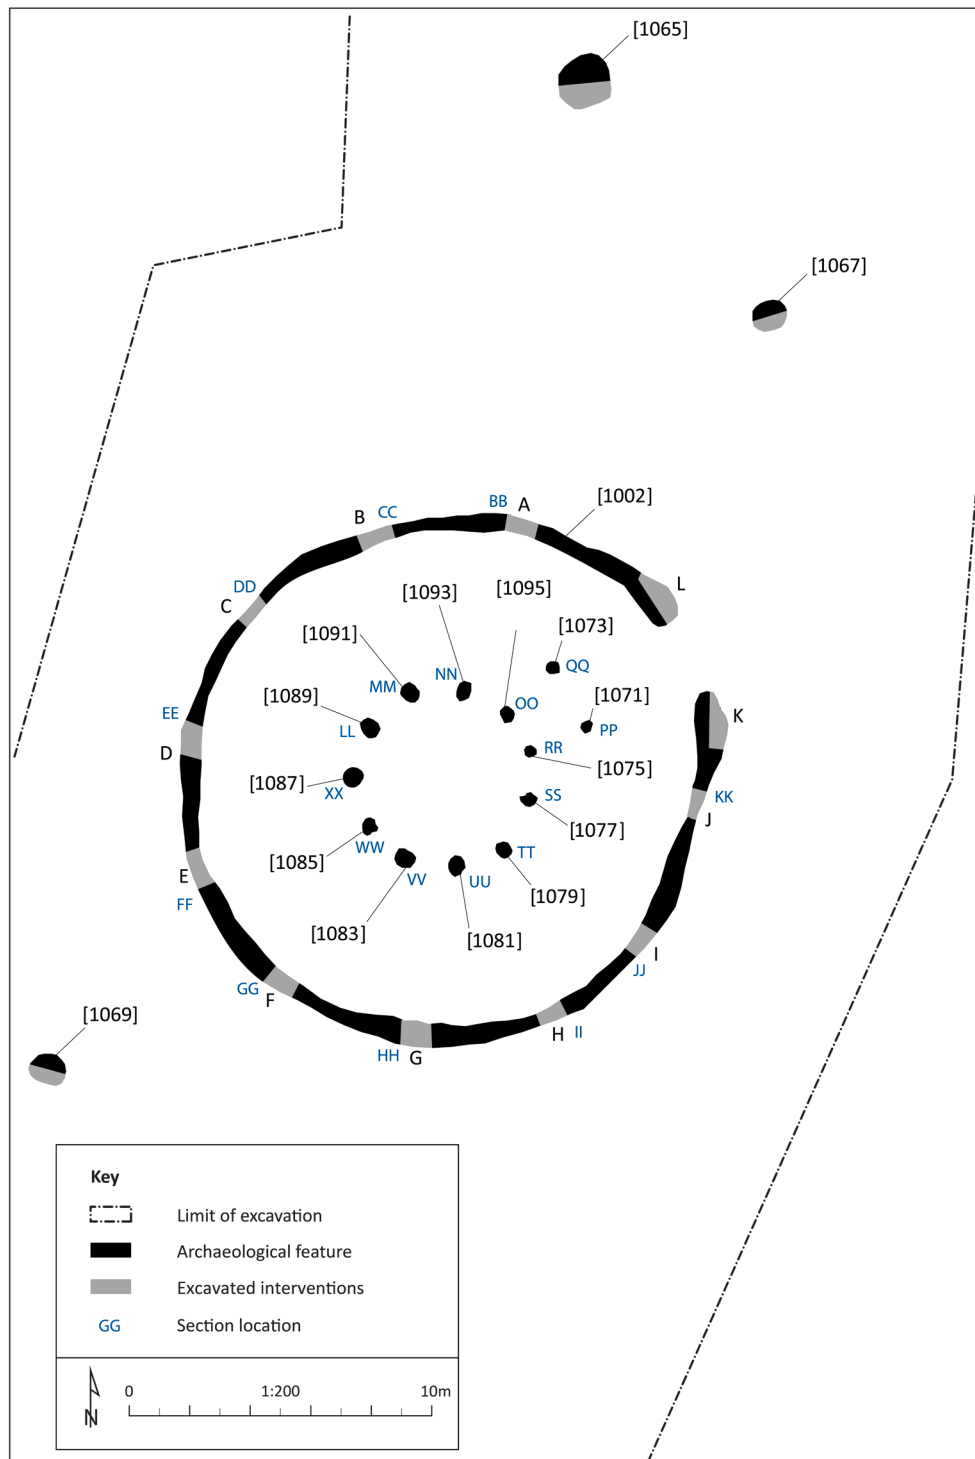 [1065]
[1067]
[1002]
BB A
B CC
L
DD
C
[1093]
[1095]
[1073]
[1091]
QQ
NN
MM
[1089]
[1071]
OO
EE
K
LL
PP
D
RR
[1075]
[1087]
XX
SS
KK
J
[1077]
WW
TT
[1085]
E
VV
UU
[1079]
FF
[1083]
[1081]
I
JJ
GG
F
[1069]
H II
HH G
Key
Limit of excavation
Archaeological feature
Excavated interventions
GG Section location
N
0 1:200 10m